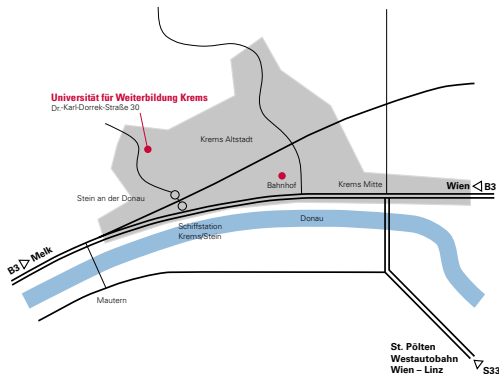 Universität für Weiterbildung Krems
Dr.-Karl-Dorrek-Straße 30
Krems Altstadt
Bahnhof
Krems Mitte
Wien B3
Stein an der Donau
Schiffstation
Krems/Stein
Donau
B3 Melk
Mautern
St. Pölten
Westautobahn
Wien – Linz
S33